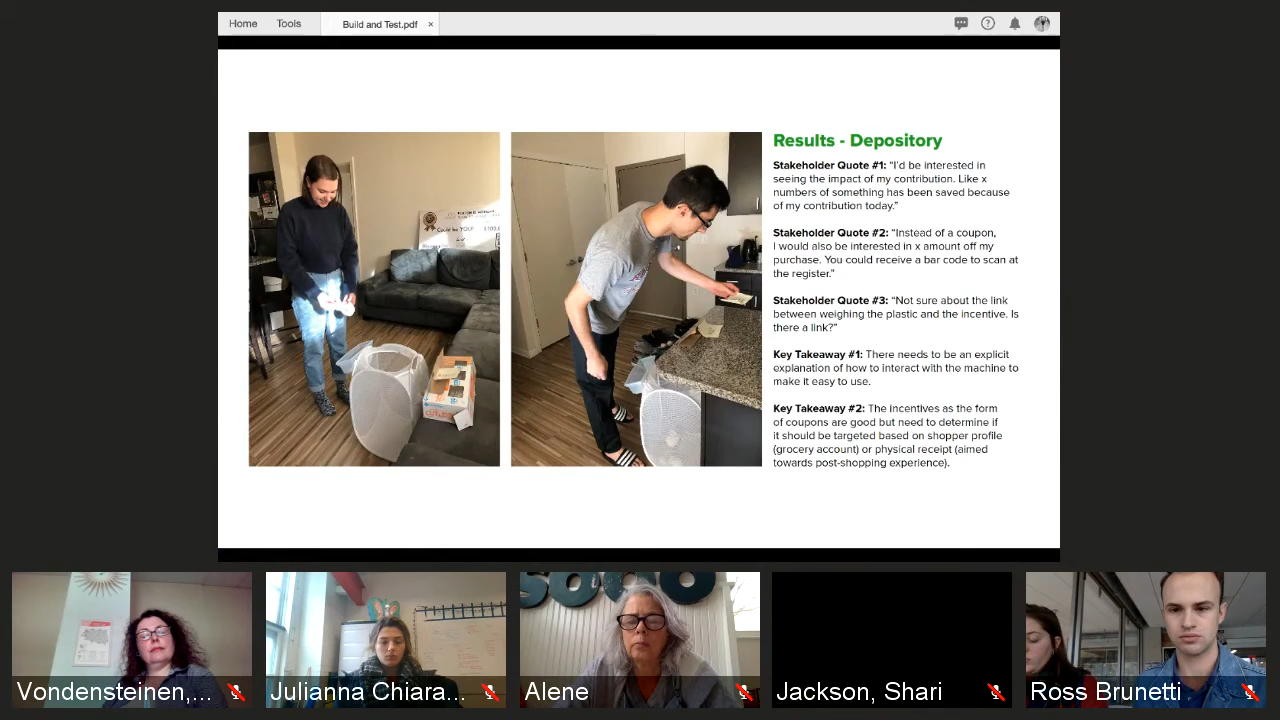 Home Tools Build and Test.pdf ×
Results - Depository
Stakeholder Quote #1: “I’d be interested in
seeing the impact of my contribution. Like x
numbers of something has been saved because
of my contribution today.”
Stakeholder Quote #2: “Instead of a coupon,
I would also be interested in x amount off my
purchase. You could receive a bar code to scan at
the register.”
Stakeholder Quote #3: “Not sure about the link
between weighing the plastic and the incentive. Is
there a link?”
Key Takeaway #1: There needs to be an explicit
explanation of how to interact with the machine to
make it easy to use.
Key Takeaway #2: The incentives as the form
of coupons are good but need to determine if
it should be targeted based on shopper profile
(grocery account) or physical receipt (aimed
towards post-shopping experience).
Could be YOU!
Vondensteinen,...
Julianna Chiara...
Alene
Jackson, Shari
Ross Brunetti